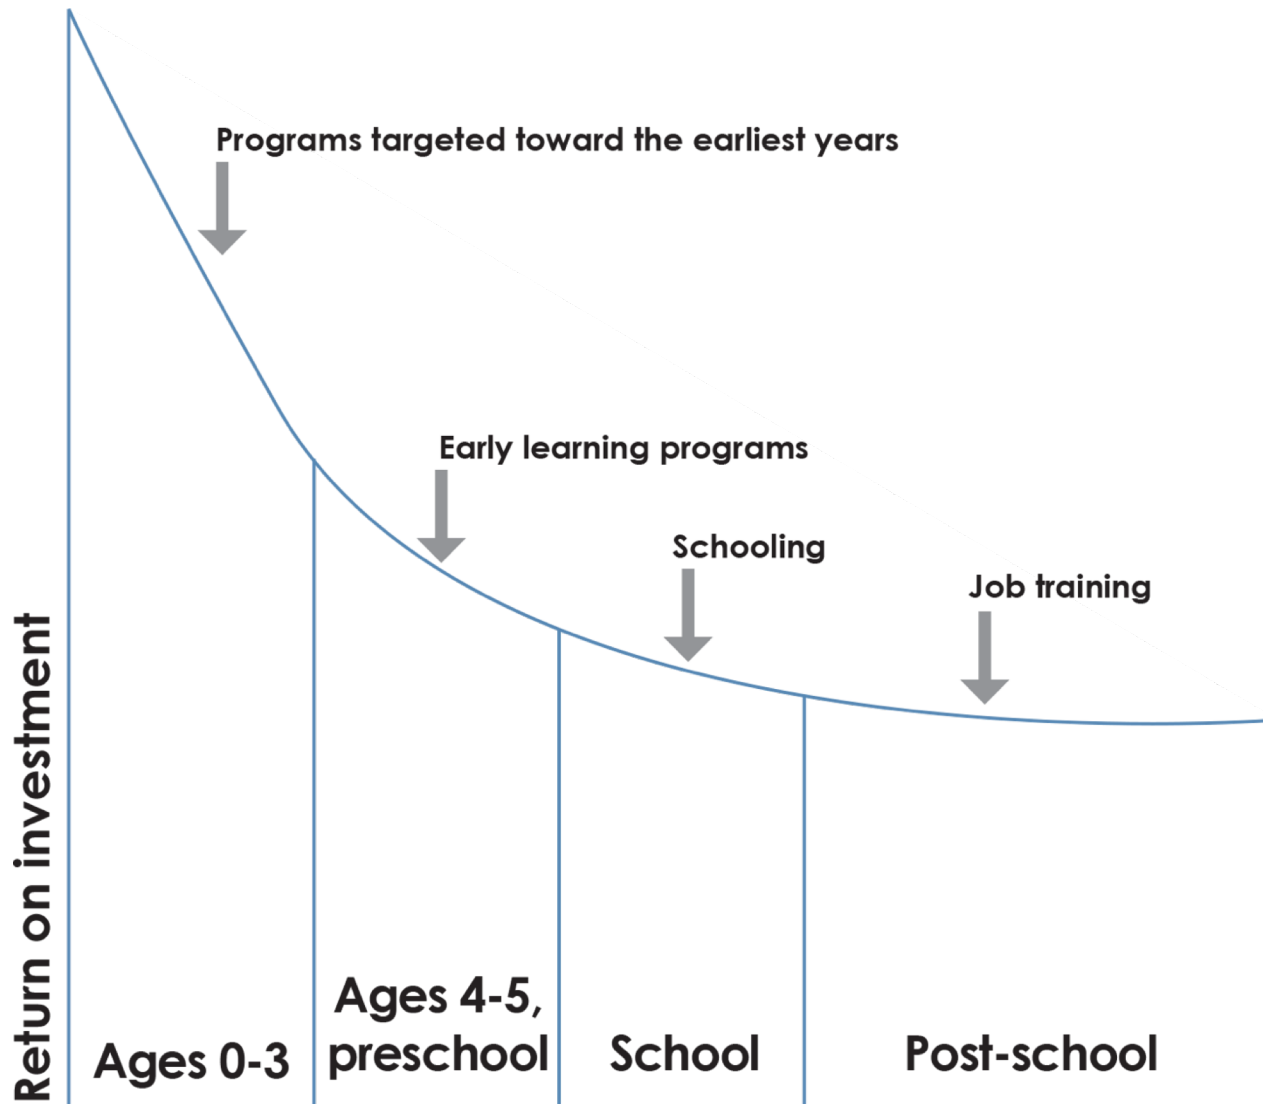 Programs targeted toward the earliest years
Early learning programs
Schooling
Job training
Return on investment
Ages 0-3
Ages 4-5,
preschool
School
Post-school